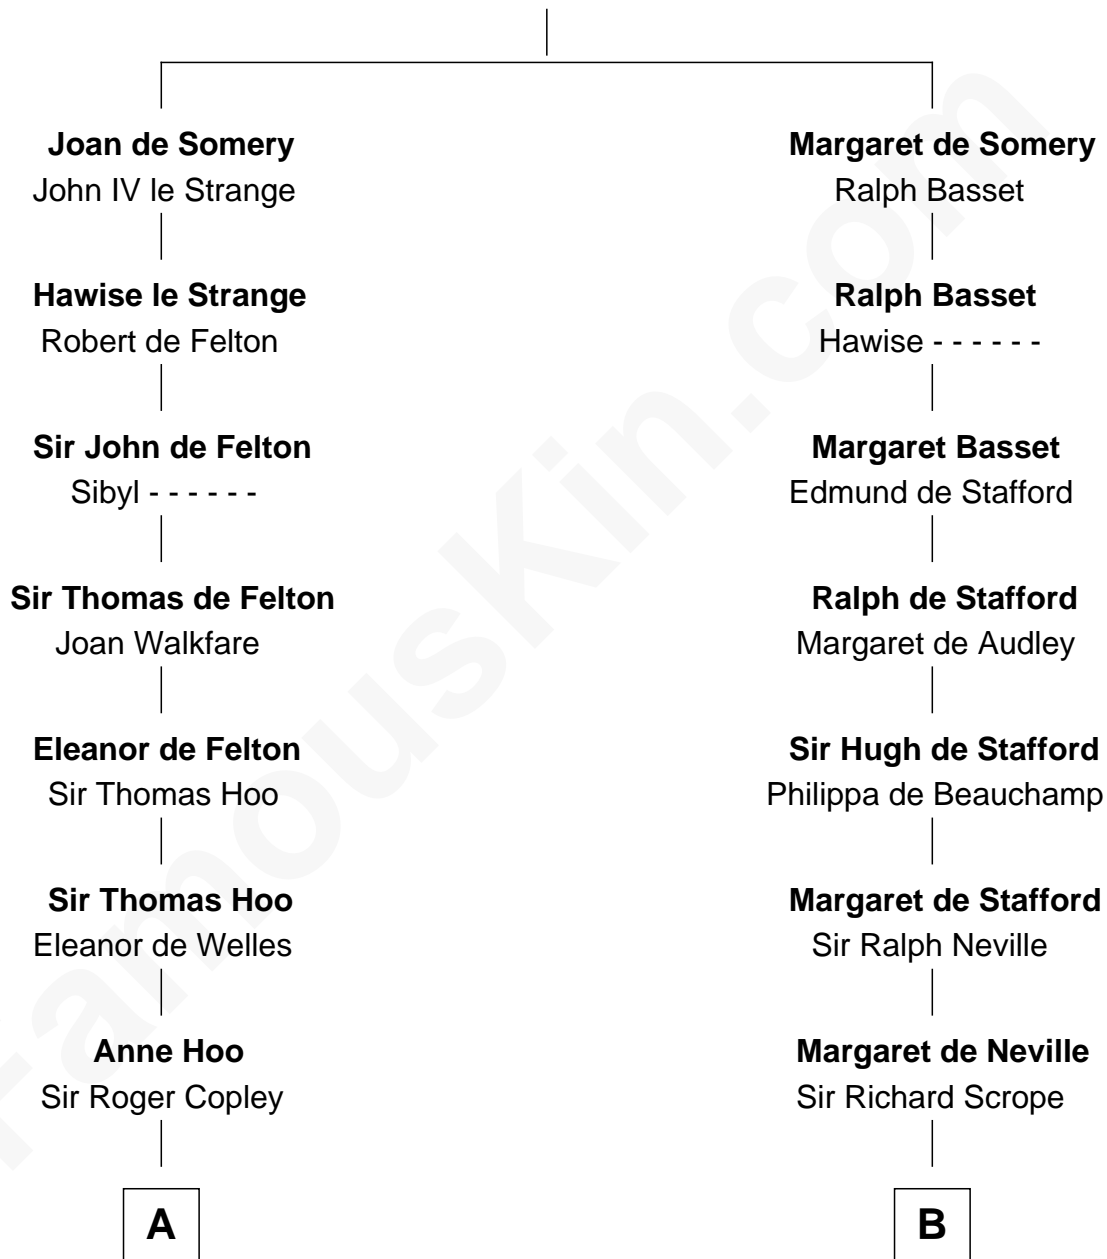 Joan de Somery
John IV le Strange
Hawise le Strange
Robert de Felton
Sir John de Felton
Sibyl - - - - - -
Sir Thomas de Felton
Joan Walkfare
Eleanor de Felton
Sir Thomas Hoo
Sir Thomas Hoo
Eleanor de Welles
Anne Hoo
Sir Roger Copley
A
Margaret de Somery
Ralph Basset
Ralph Basset
Hawise - - - - - -
Margaret Basset
Edmund de Stafford
Ralph de Stafford
Margaret de Audley
Sir Hugh de Stafford
Philippa de Beauchamp
Margaret de Stafford
Sir Ralph Neville
Margaret de Neville
Sir Richard Scrope
B
FamousKin.com